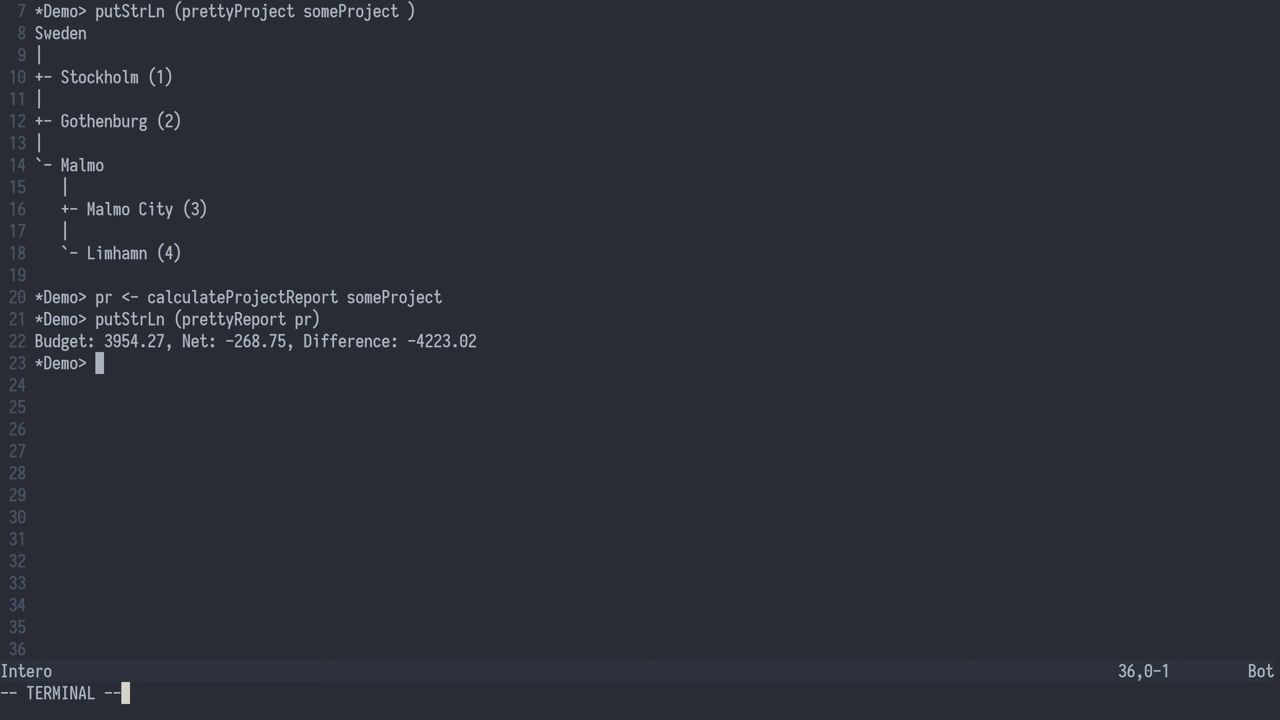 7 *Demo> putStrLn (prettyProject someProject )
8 Sweden
9 |
10 +- Stockholm (1)
11 |
12 +- Gothenburg (2)
13 |
14 `- Malmo
15    |
16    +- Malmo City (3)
17    |
18    `- Limhamn (4)
19
20 *Demo> pr <- calculateProjectReport someProject
21 *Demo> putStrLn (prettyReport pr)
22 Budget: 3954.27, Net: -268.75, Difference: -4223.02
23 *Demo>
24
25
26
27
28
29
30
31
32
33
34
35
36
Intero 36,0-1 Bot
-- TERMINAL --